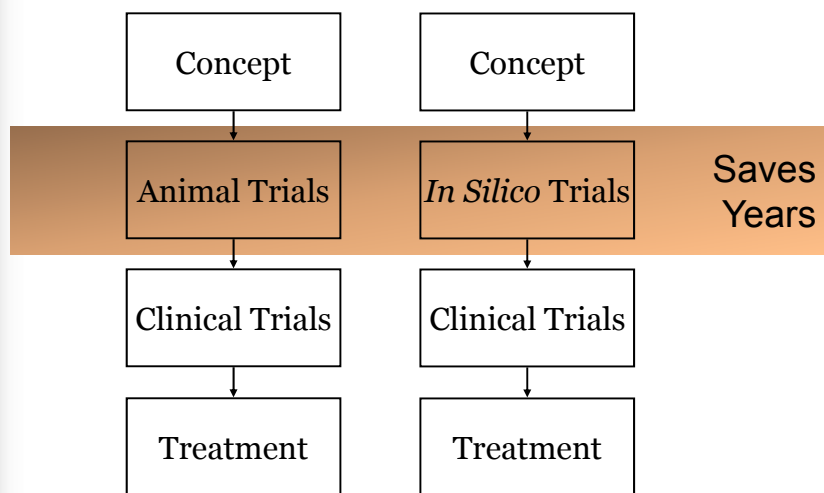 Concept
Concept
Animal Trials
In Silico Trials
Saves
Years
Clinical Trials
Clinical Trials
Treatment
Treatment